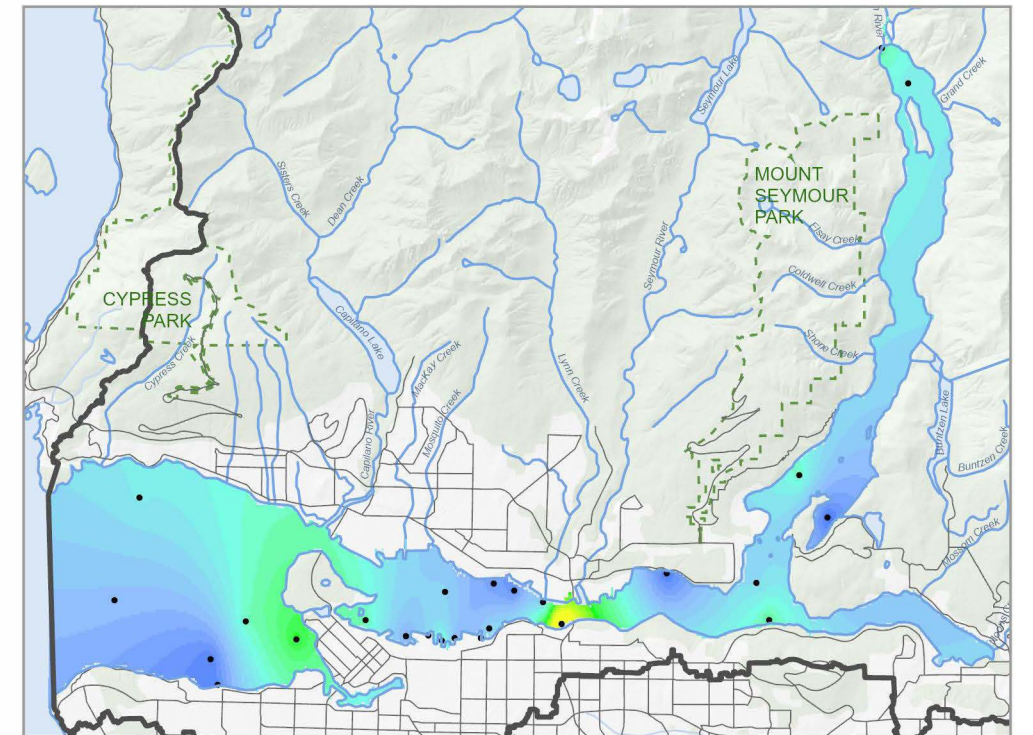 River
Grand Creek
Seymour Lake
MOUNT
SEYMOUR
PARK
Sisters Creek
Dean Creek
Elsay Creek
Seymour River
Coldwell Creek
CYPRESS
PARK
Capilano Lake
Shone Creek
Cypress Creek
MacKay Creek
Lynn Creek
Mosquito Creek
Buntzen Lake
Capilano River
Buntzen Creek
Mossom Creek